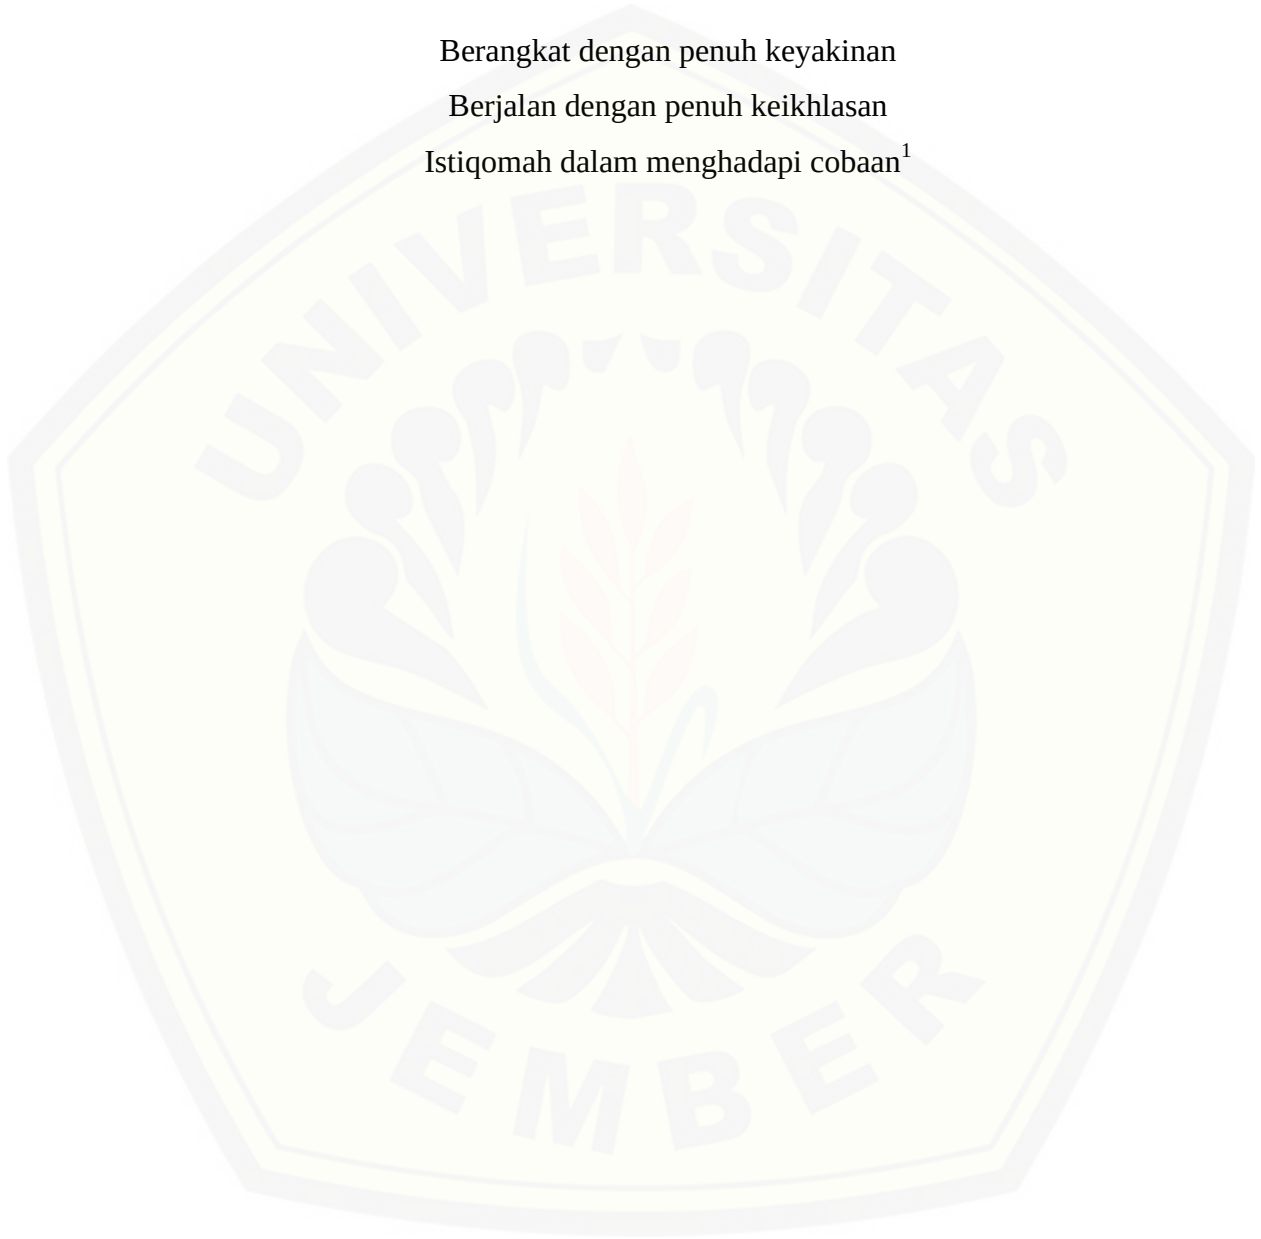 Berangkat dengan penuh keyakinan
Berjalan dengan penuh keikhlasan
Istiqomah dalam menghadapi cobaan¹
UNIVERSITAS
JEMBER